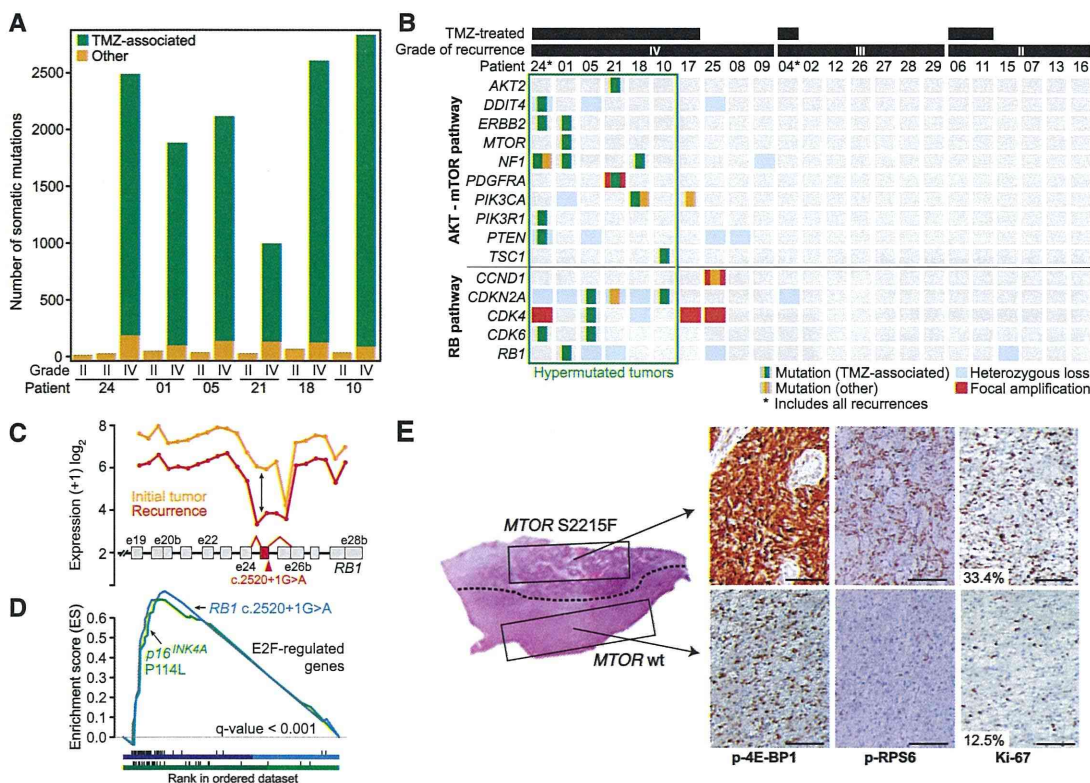 A
TMZ-associated
Other
Number of somatic mutations
2500
2000
1500
1000
500
0
Grade II II IV II IV II IV II IV II IV II IV
Patient 24 01 05 21 18 10
B
TMZ-treated
Grade of recurrence IV III II
Patient 24* 01 05 21 18 10 17 25 08 09 04* 02 12 26 27 28 29 06 11 15 07 13 16
AKT - mTOR pathway
AKT2
DDIT4
ERBB2
MTOR
NF1
PDGFRA
PIK3CA
PIK3R1
PTEN
TSC1
RB pathway
CCND1
CDKN2A
CDK4
CDK6
RB1
Hypermutated tumors
Mutation (TMZ-associated)
Heterozygous loss
Mutation (other)
Focal amplification
* Includes all recurrences
C
Expression (+1) log2
8
6
4
2
Initial tumor
Recurrence
e19 e20b e22 e24 e26b e28b
RB1
c.2520+1G>A
D
Enrichment score (ES)
0.6
0.5
0.4
0.3
0.2
0.1
0.0
RB1 c.2520+1G>A
p16INK4A
P114L
E2F-regulated
genes
q-value < 0.001
Rank in ordered dataset
E
MTOR S2215F
MTOR wt
33.4%
12.5%
p-4E-BP1 p-RPS6 Ki-67